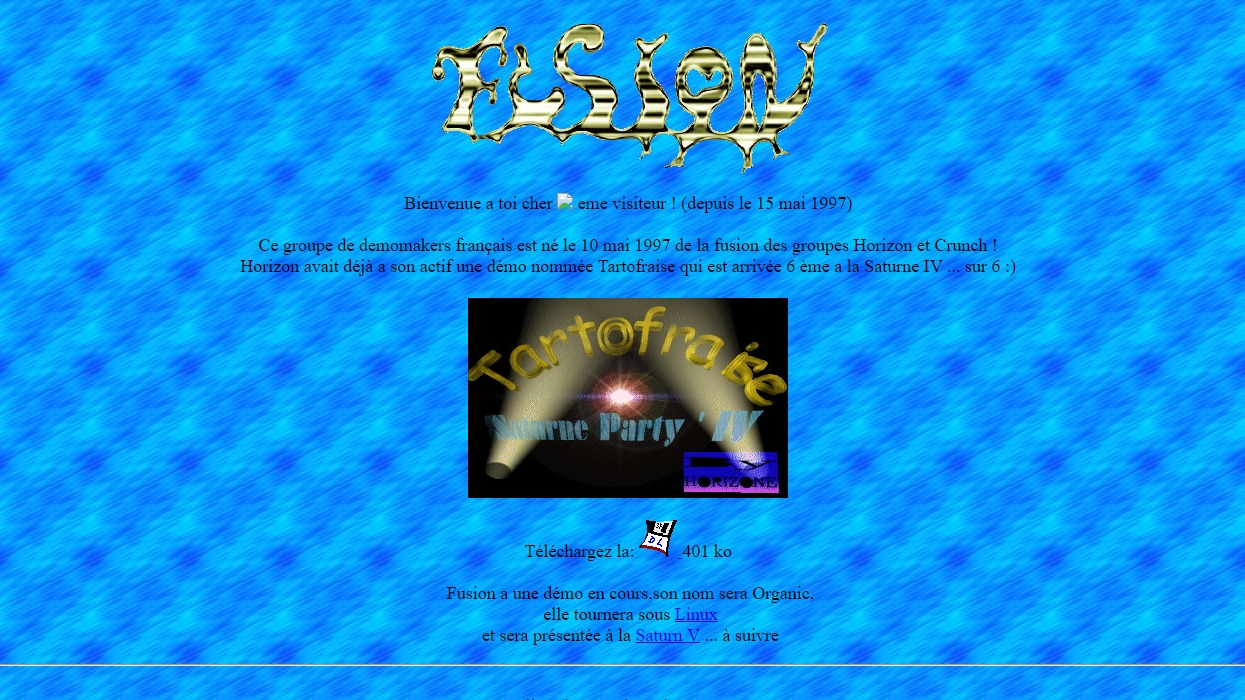 FUSION
Bienvenue a toi cher eme visiteur ! (depuis le 15 mai 1997)
Ce groupe de demomakers français est né le 10 mai 1997 de la fusion des groupes Horizon et Crunch !
Horizon avait déjà a son actif une démo nommée Tartofraise qui est arrivée 6 ème a la Saturne IV ... sur 6 :)
Tartofraise
Saturne Party ' IV
HORIZONE
DL
Téléchargez la: 401 ko
Fusion a une démo en cours,son nom sera Organic,
elle tournera sous Linux
et sera présentée à la Saturn V ... à suivre